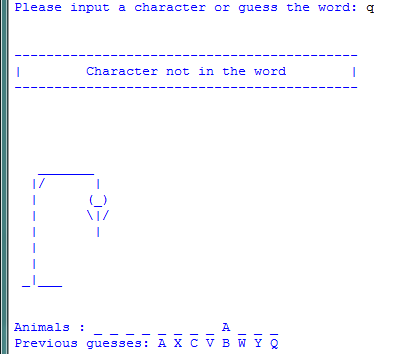 Please input a character or guess the word: q
Character not in the word
Animals : _ _ _ _ _ _ _ _ A _ _ _
Previous guesses: A X C V B W Y Q